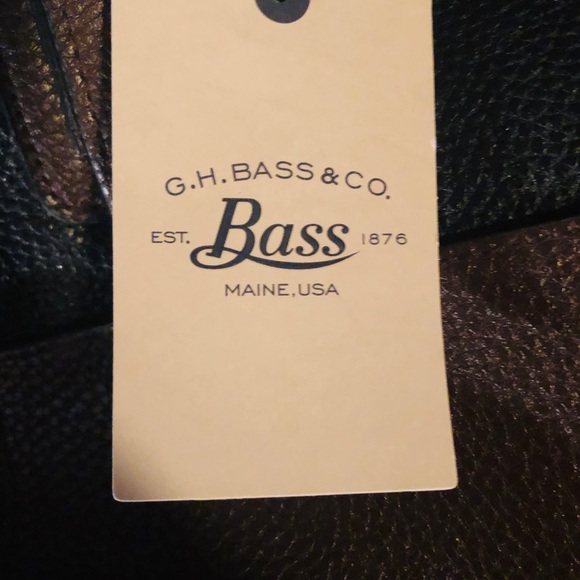 G.H.BASS & CO.
EST. Bass 1876
MAINE, USA